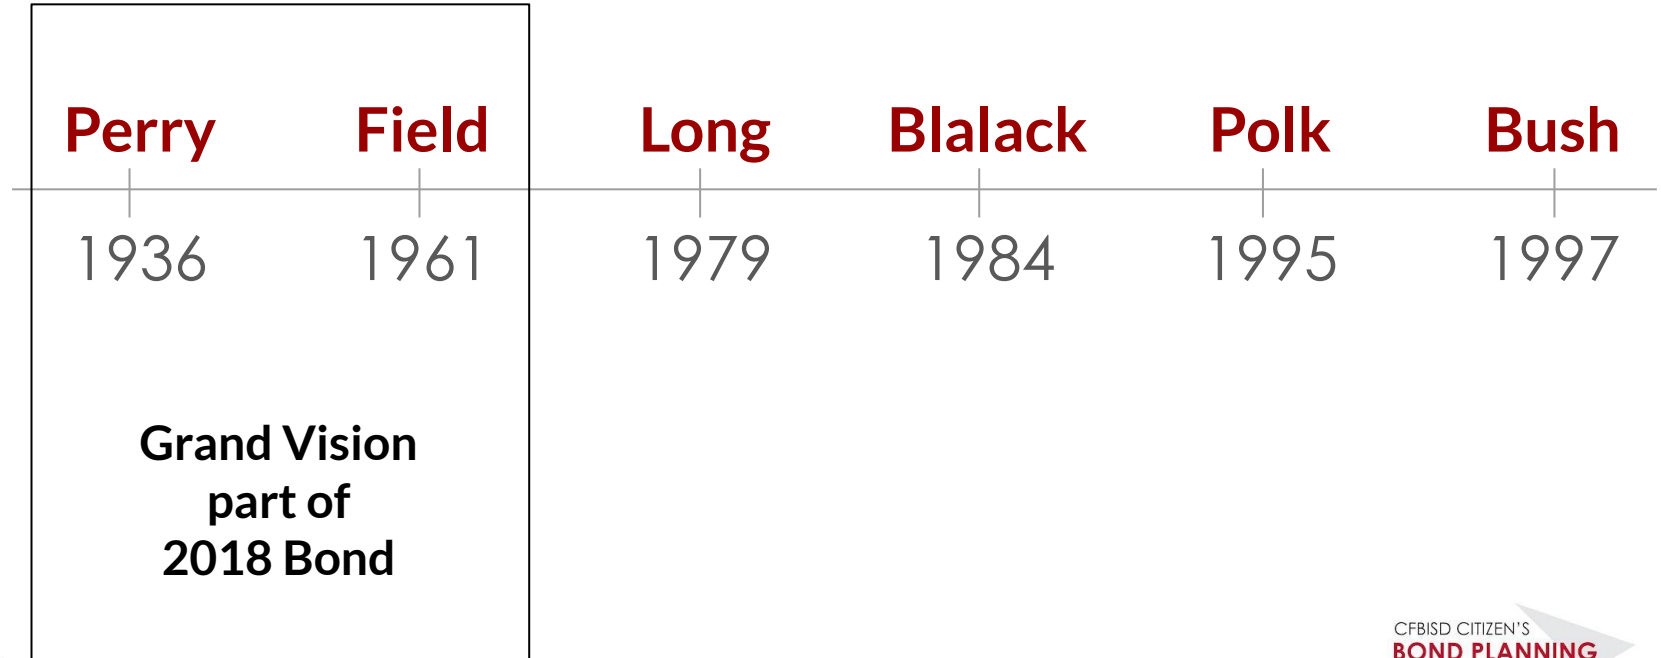 Perry Field Long Blalack Polk Bush
1936 1961 1979 1984 1995 1997
Grand Vision
part of
2018 Bond
CFBISD CITIZEN'S
BOND PLANNING